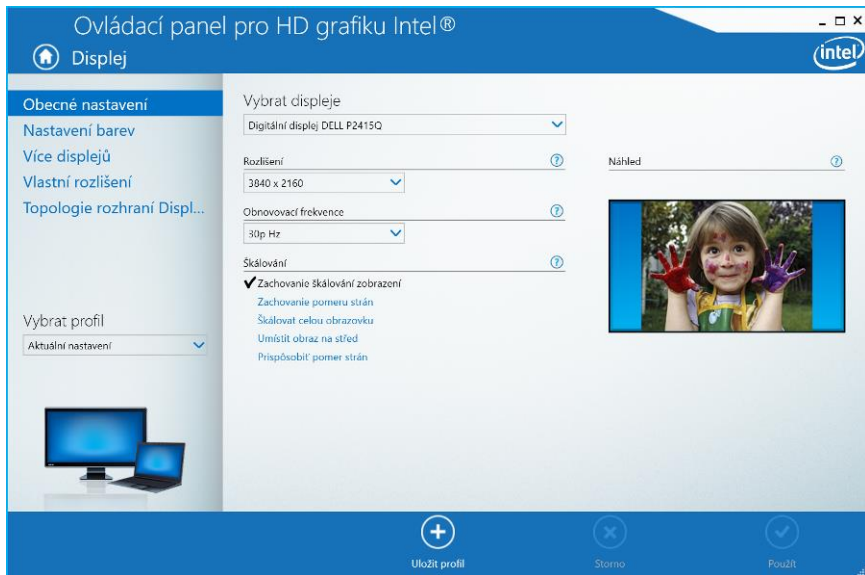 Ovládací panel pro HD grafiku Intel®
Displej
intel
Obecné nastavení
Nastavení barev
Více displejů
Vlastní rozlišení
Topologie rozhraní Displ...
Vybrat profil
Aktuální nastavení
Vybrat displeje
Digitální displej DELL P2415Q
Rozlišení
3840 x 2160
Obnovovací frekvence
30p Hz
Škálování
Zachovanie škálování zobrazení
Zachovanie pomeru strán
Škálovat celou obrazovku
Umístit obraz na střed
Prispôsobiť pomer strán
Náhled
Uložit profil
Storno
Použít